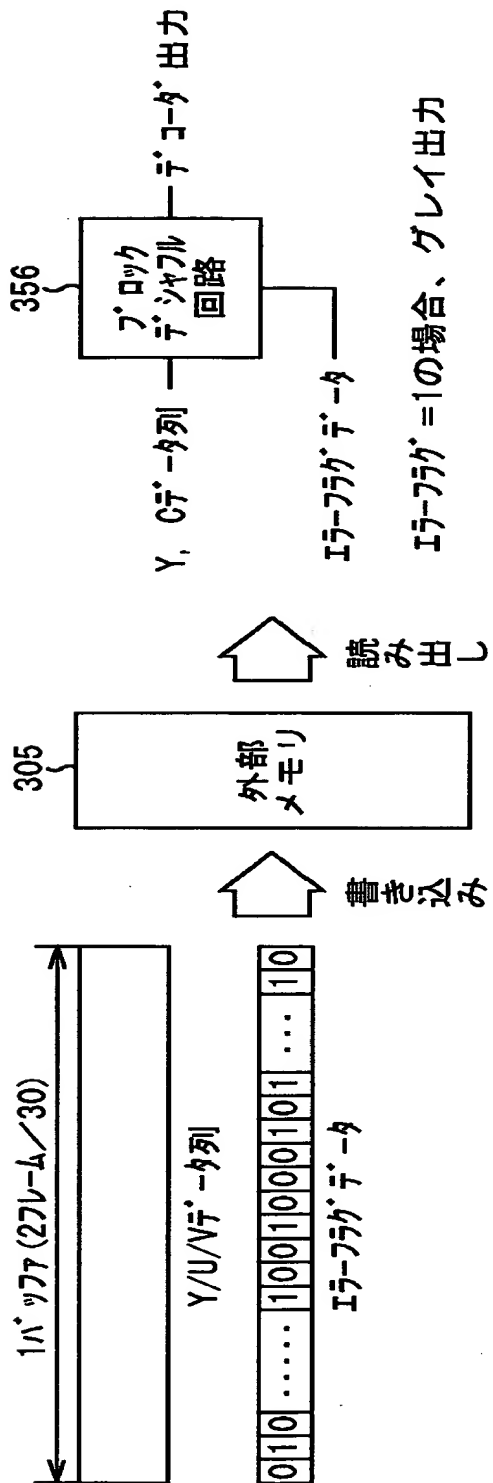 1ﾊﾞｯﾌｧ(2ﾌﾚｰﾑ/30)
Y/U/Vﾃﾞｰﾀ列
0 1 0 ····· 1 0 0 1 0 0 0 1 0 1 ··· 1 0
ｴﾗｰﾌﾗｸﾞﾃﾞｰﾀ
書き込み
305
外部
メモリ
読み出し
356
Y, Cﾃﾞｰﾀ列
ﾌﾞﾛｯｸ
ﾃﾞｼｬﾌﾙ
回路
ﾃﾞｺｰﾀﾞ出力
ｴﾗｰﾌﾗｸﾞﾃﾞｰﾀ
ｴﾗｰﾌﾗｸﾞ=1の場合、グレイ出力